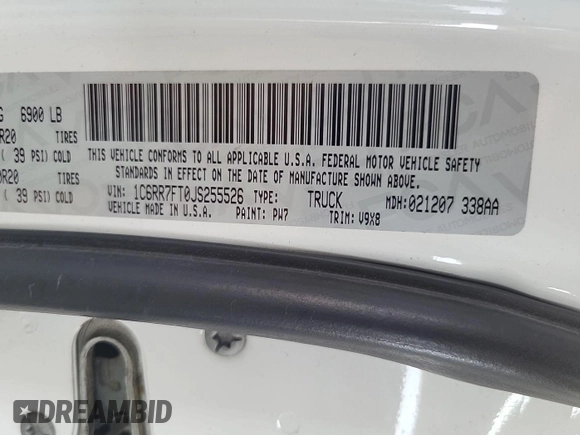 G 6900 LB
R20 TIRES
( 39 PSI) COLD
R20 TIRES
( 39 PSI) COLD
THIS VEHICLE CONFORMS TO ALL APPLICABLE U.S.A. FEDERAL MOTOR VEHICLE SAFETY
STANDARDS IN EFFECT ON THE DATE OF MANUFACTURE SHOWN ABOVE.
VIN: 1C6RR7FT0JS255526 TYPE: TRUCK MDH: 021207 338AA
MADE IN U.S.A. PAINT: PW7 TRIM: V9X8
DREAMBID